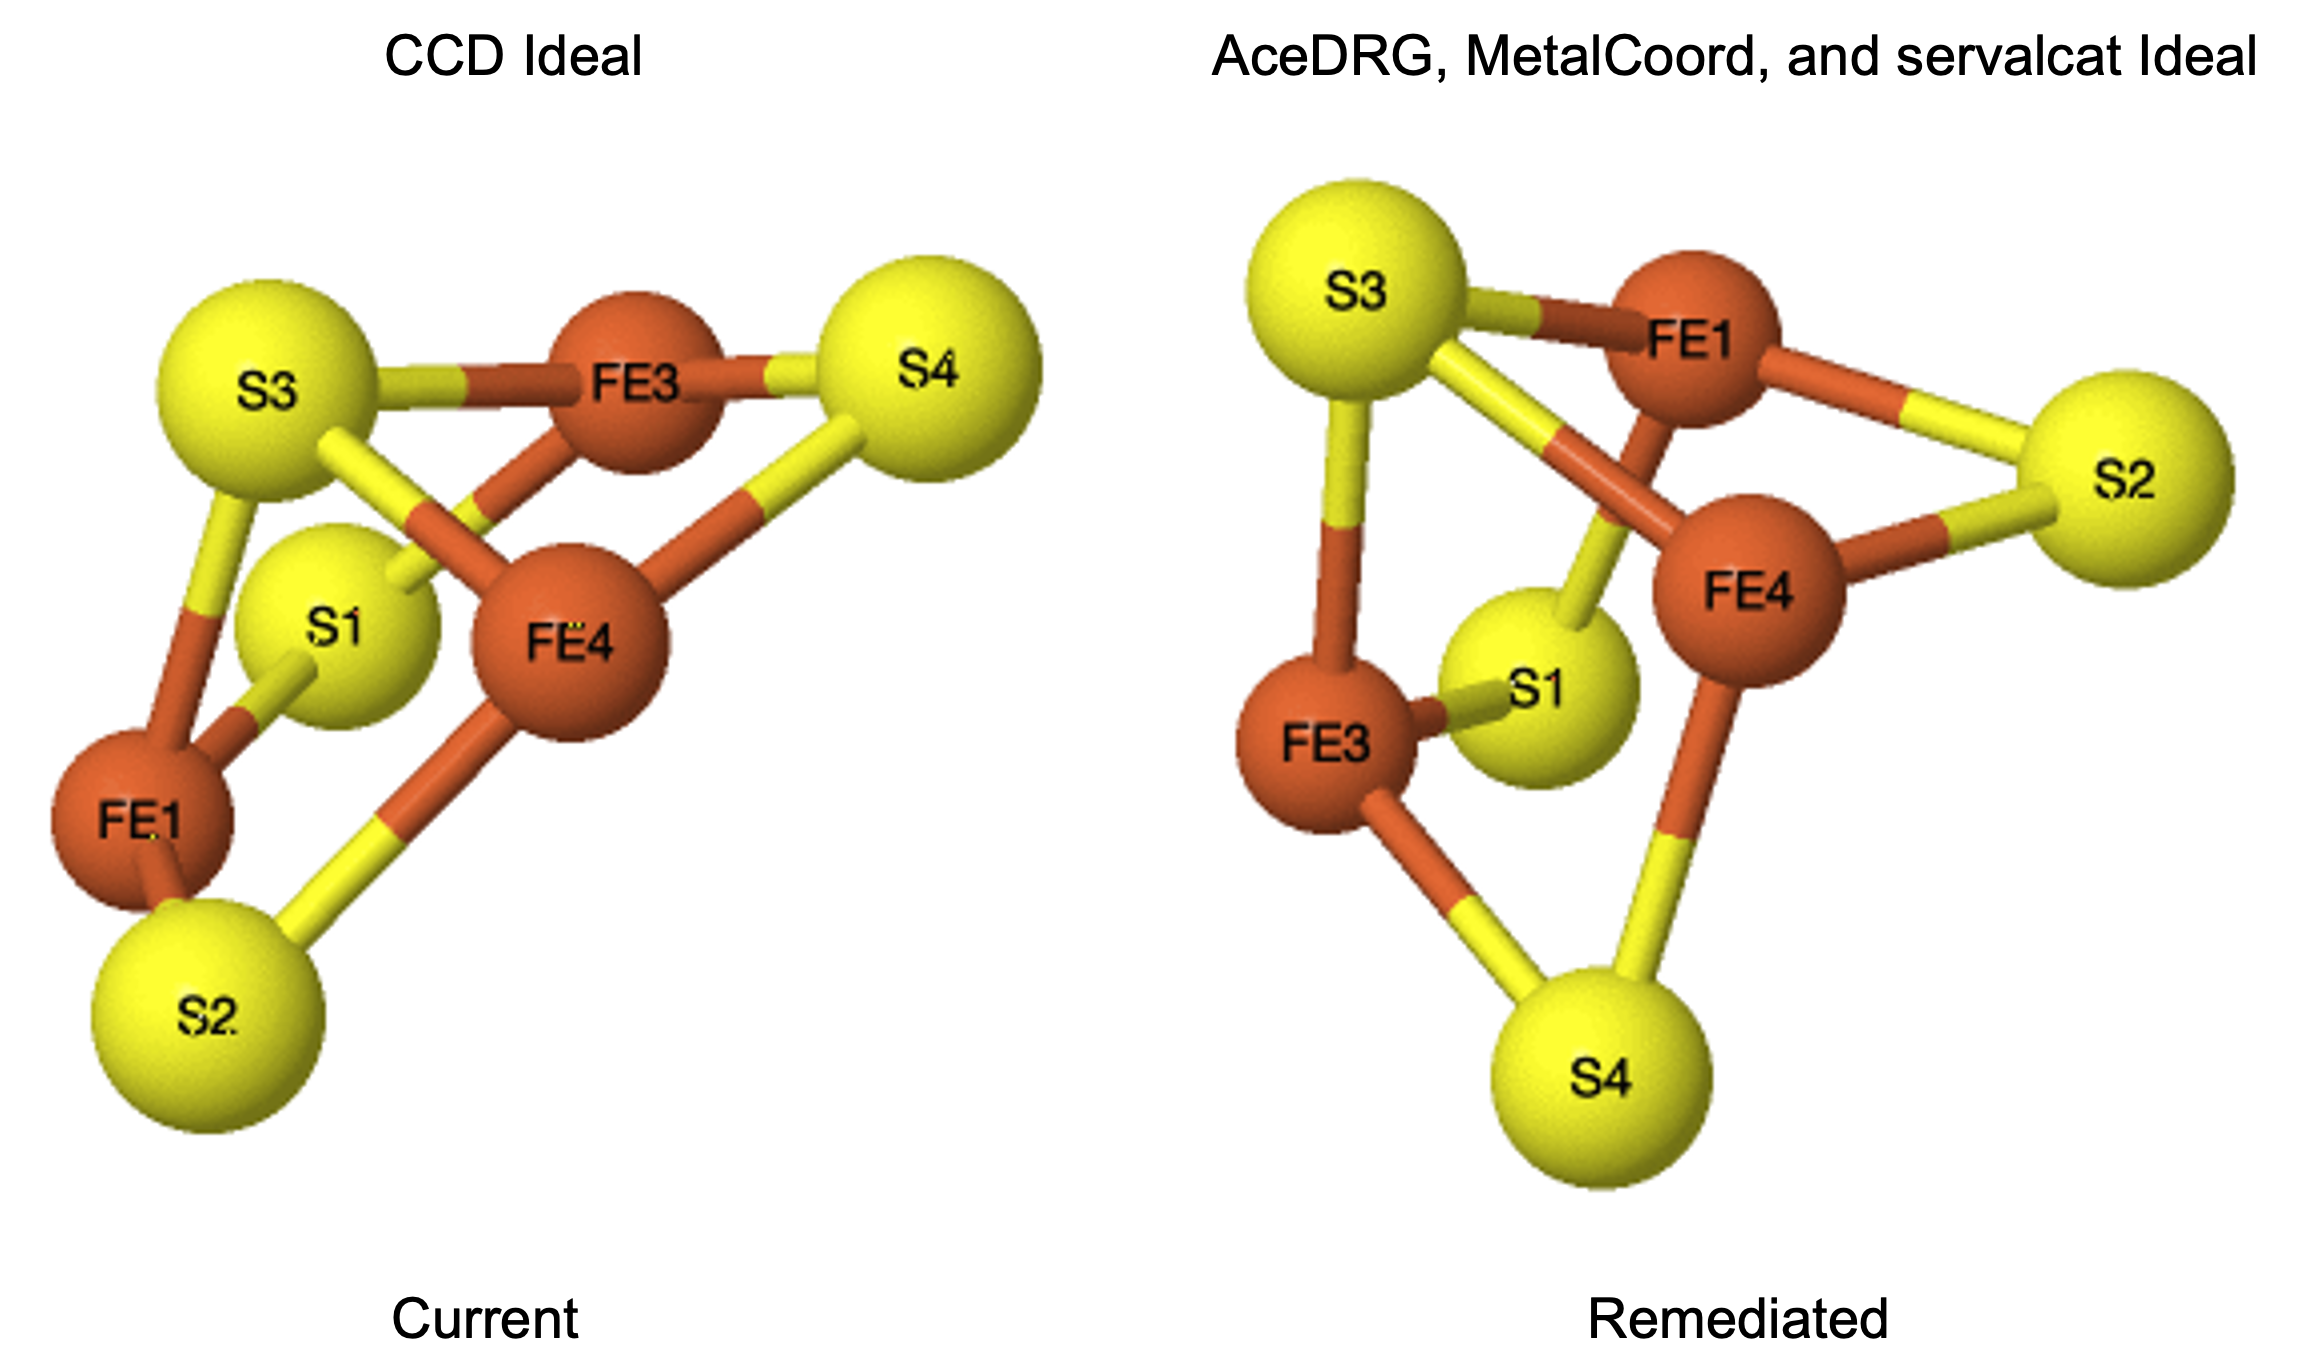 CCD Ideal
AceDRG, MetalCoord, and servalcat Ideal
S3
FE3
S4
S1
FE4
FE1
S2
S3
FE1
S2
FE4
S1
FE3
S4
Current
Remediated